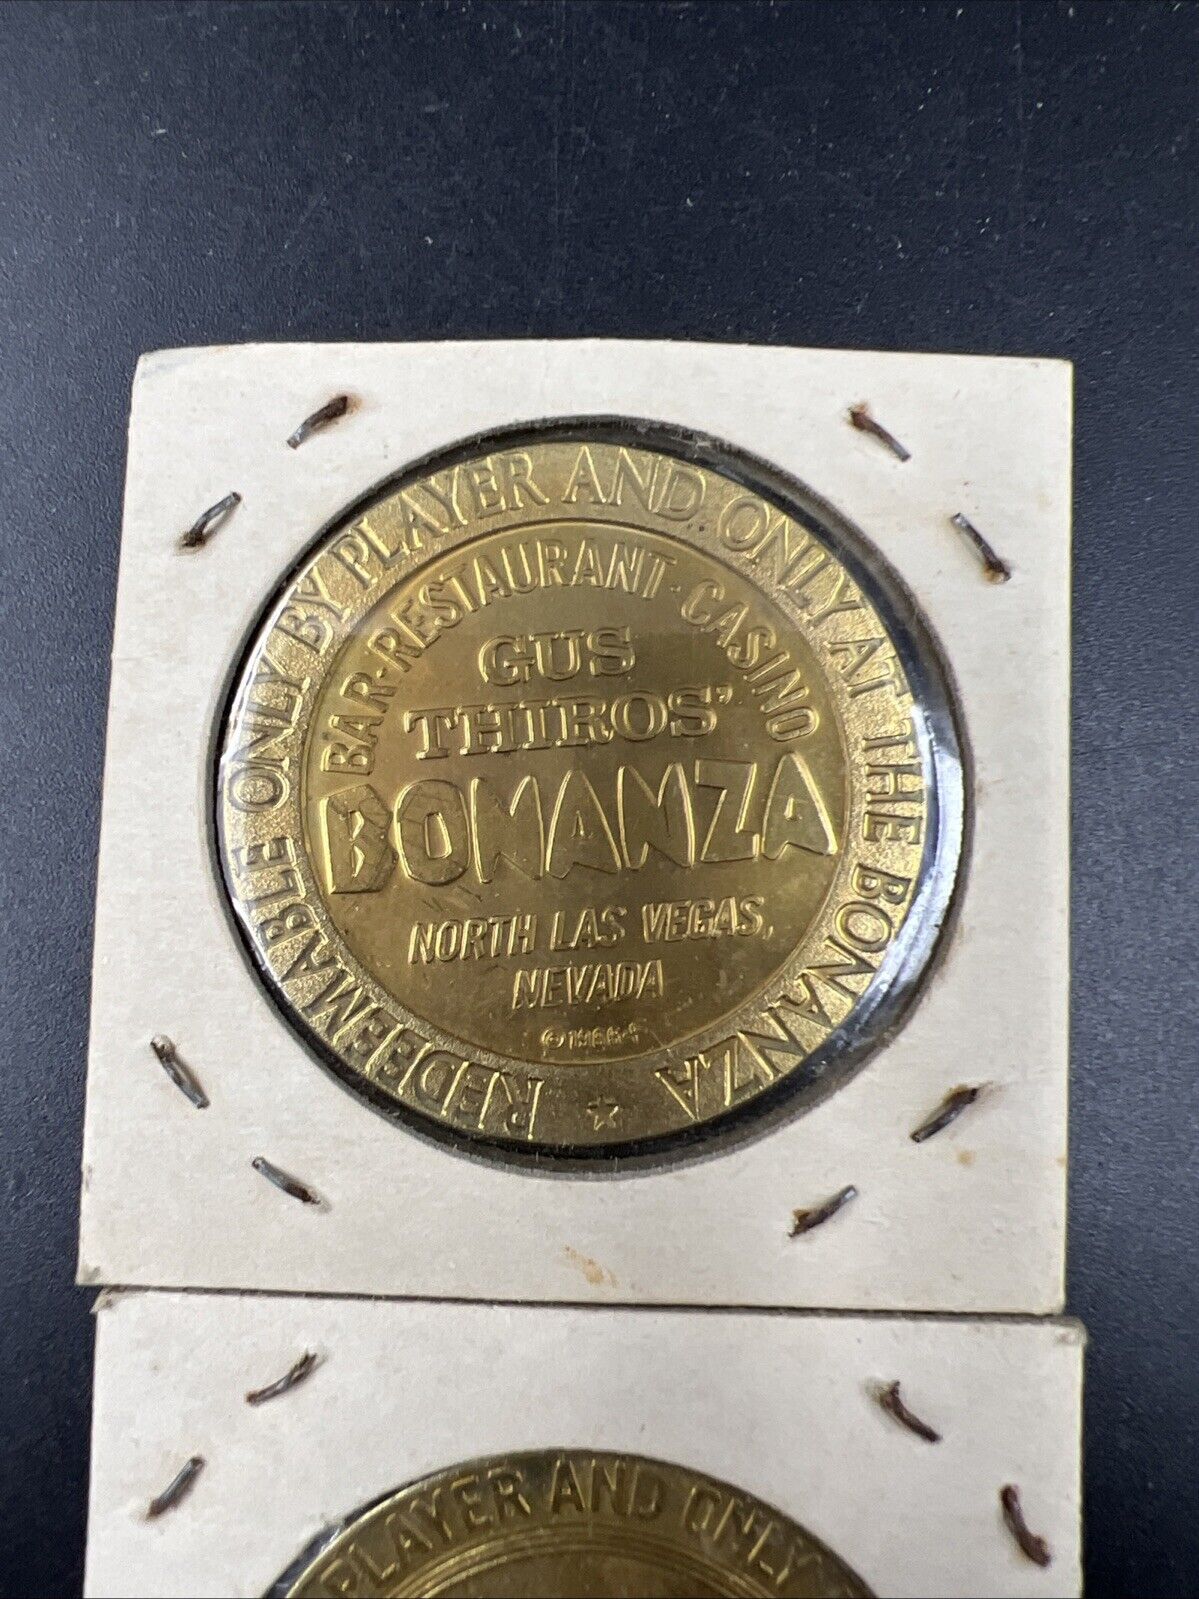 REDEEMABLE ONLY BY PLAYER AND ONLY AT THE BONANZA
BAR-RESTAURANT-CASINO
GUS
THIROS'
BONANZA
NORTH LAS VEGAS,
NEVADA
PLAYER AND ONLY